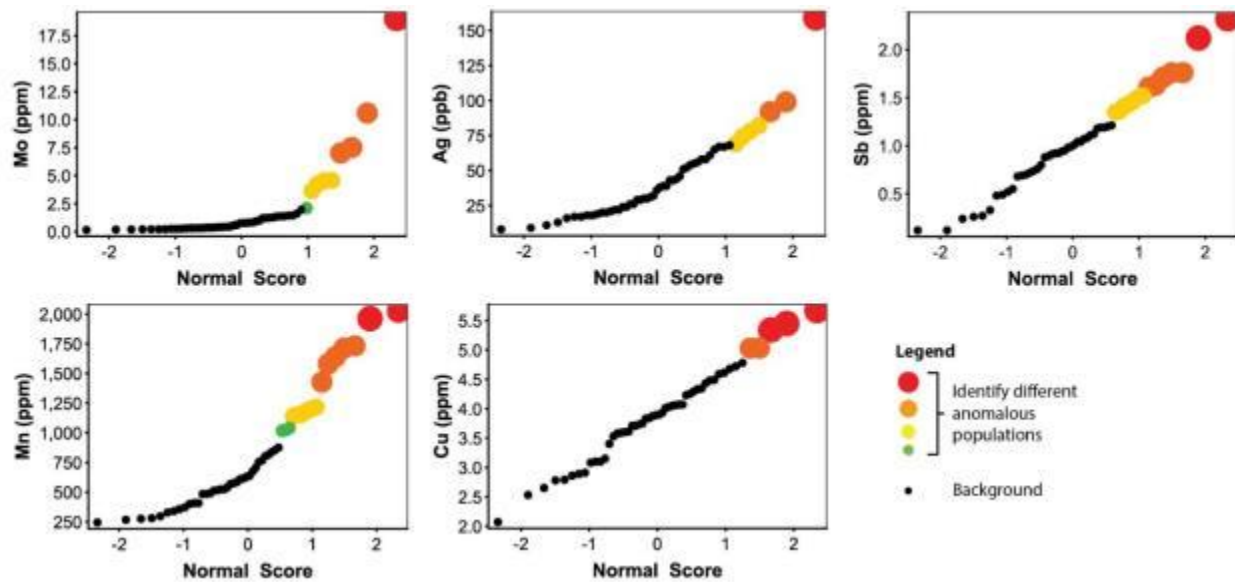 Mo (ppm)
17.5
15.0
12.5
10.0
7.5
5.0
2.5
0.0
-2 -1 0 1 2
Normal Score
Ag (ppb)
150
125
100
75
50
25
-2 -1 0 1 2
Normal Score
Sb (ppm)
2.0
1.5
1.0
0.5
-2 -1 0 1 2
Normal Score
Mn (ppm)
2,000
1,750
1,500
1,250
1,000
750
500
250
-2 -1 0 1 2
Normal Score
Cu (ppm)
5.5
5.0
4.5
4.0
3.5
3.0
2.5
2.0
-2 -1 0 1 2
Normal Score
Legend
Identify different
anomalous
populations
Background